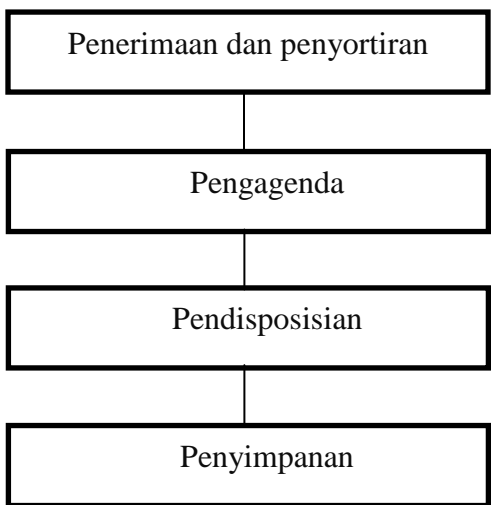 Penerimaan dan penyortiran
Pengagenda
Pendisposisian
Penyimpanan